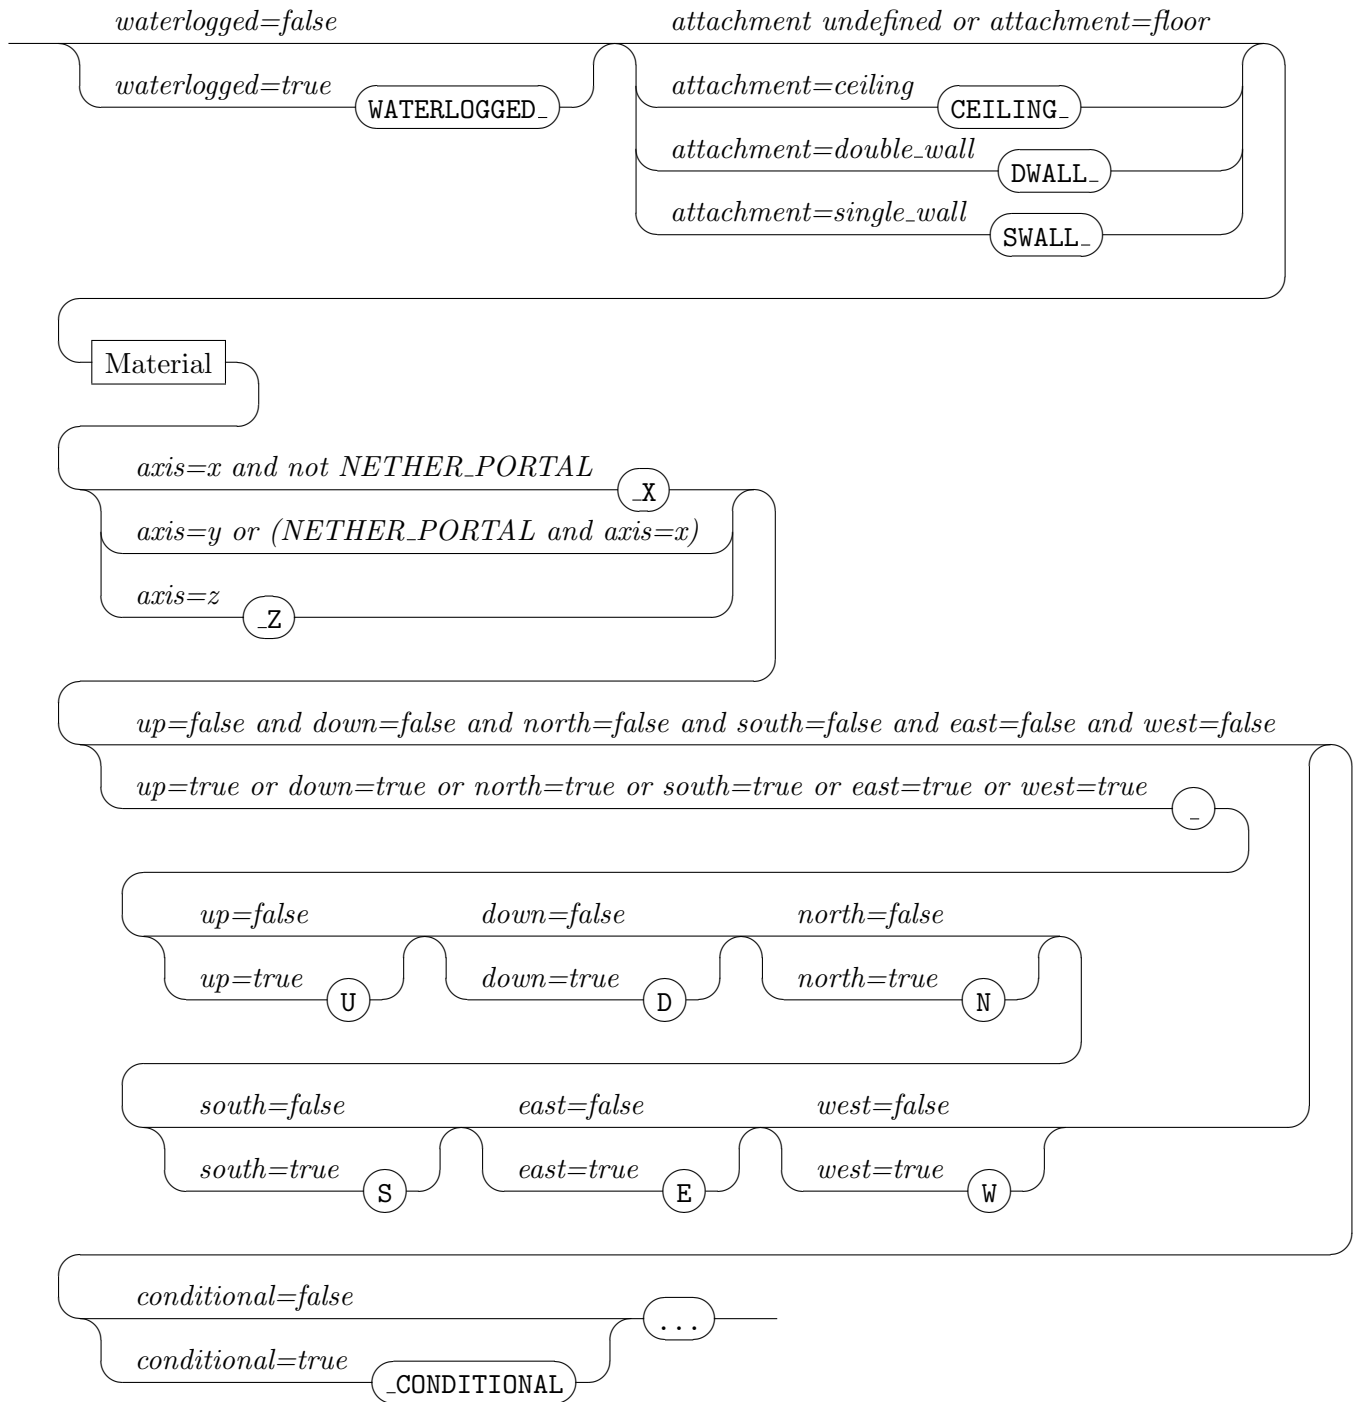 waterlogged=false
attachment undefined or attachment=floor
waterlogged=true WATERLOGGED_
attachment=ceiling CEILING_
attachment=double_wall DWALL_
attachment=single_wall SWALL_
Material
axis=x and not NETHER_PORTAL _X
axis=y or (NETHER_PORTAL and axis=x)
axis=z _Z
up=false and down=false and north=false and south=false and east=false and west=false
up=true or down=true or north=true or south=true or east=true or west=true _
up=false down=false north=false
up=true U down=true D north=true N
south=false east=false west=false
south=true S east=true E west=true W
conditional=false ...
conditional=true _CONDITIONAL